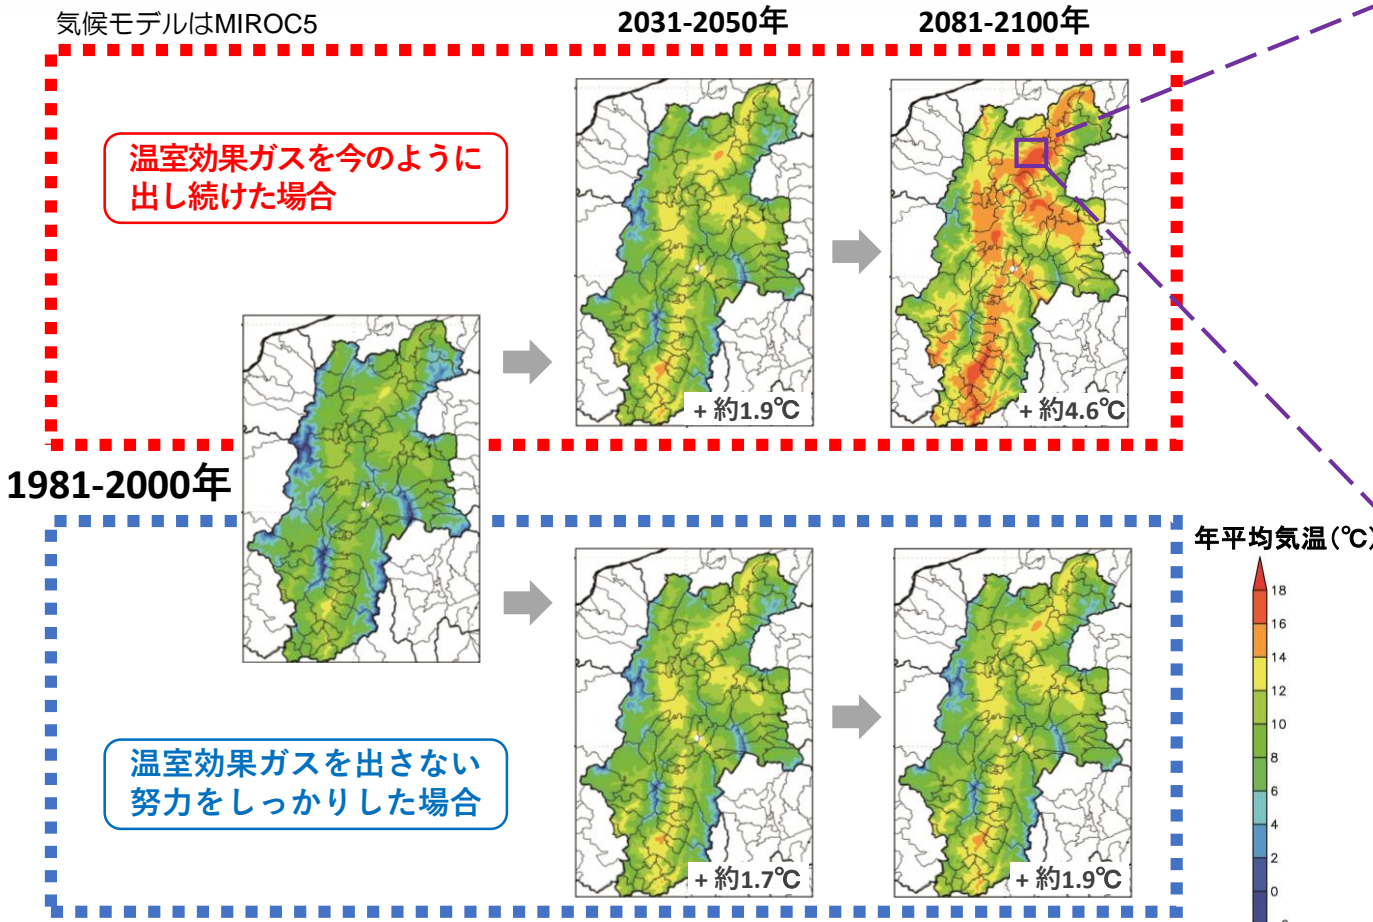 気候モデルはMIROC5
2031-2050年
2081-2100年
温室効果ガスを今のように
出し続けた場合
+ 約1.9℃
+ 約4.6℃
1981-2000年
年平均気温(℃)
18
16
14
12
10
8
6
4
2
0
温室効果ガスを出さない
努力をしっかりした場合
+ 約1.7℃
+ 約1.9℃